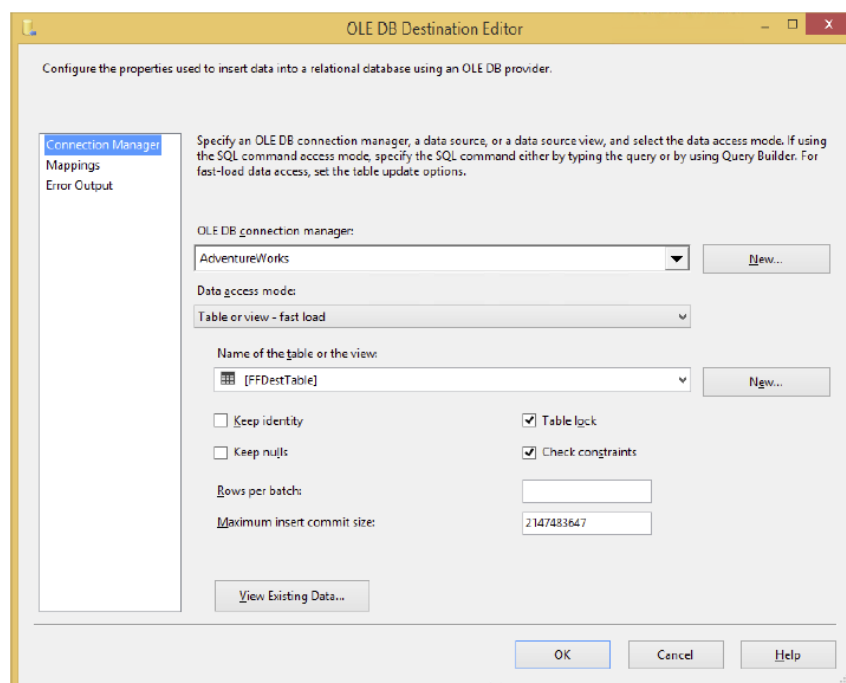 OLE DB Destination Editor
Configure the properties used to insert data into a relational database using an OLE DB provider.
Connection Manager
Mappings
Error Output
Specify an OLE DB connection manager, a data source, or a data source view, and select the data access mode. If using
the SQL command access mode, specify the SQL command either by typing the query or by using Query Builder. For
fast-load data access, set the table update options.
OLE DB connection manager:
AdventureWorks
New...
Data access mode:
Table or view - fast load
Name of the table or the view:
[FFDestTable]
New...
Keep identity
Table lock
Keep nulls
Check constraints
Rows per batch:
Maximum insert commit size:
2147483647
View Existing Data...
OK
Cancel
Help